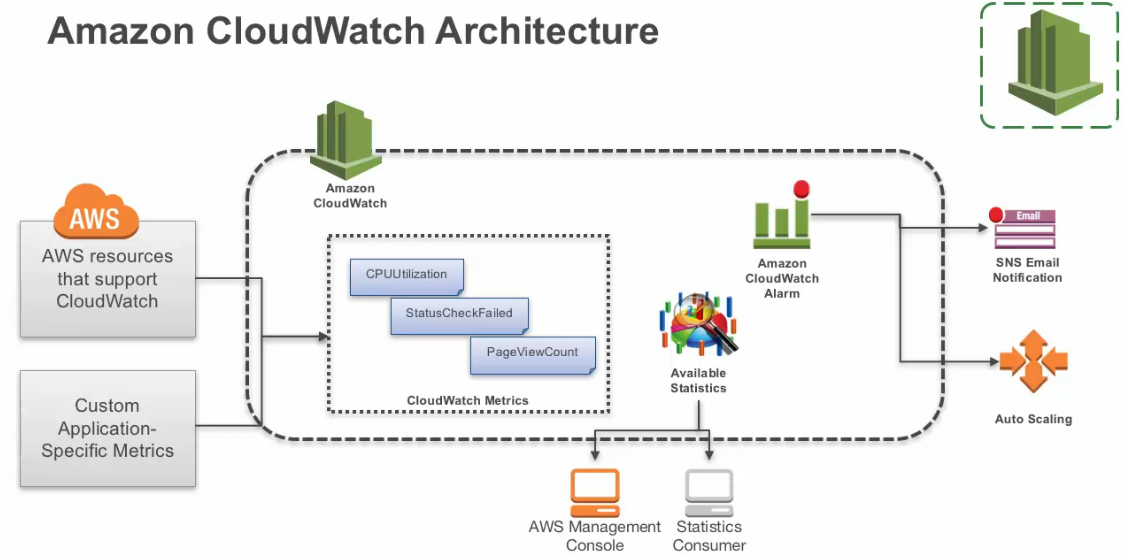 Amazon CloudWatch Architecture
Amazon
CloudWatch
AWS
AWS resources
that support
CloudWatch
Custom
Application-
Specific Metrics
CPUUtilization
StatusCheckFailed
PageViewCount
CloudWatch Metrics
Available
Statistics
Amazon
CloudWatch
Alarm
Email
SNS Email
Notification
Auto Scaling
AWS Management
Console
Statistics
Consumer